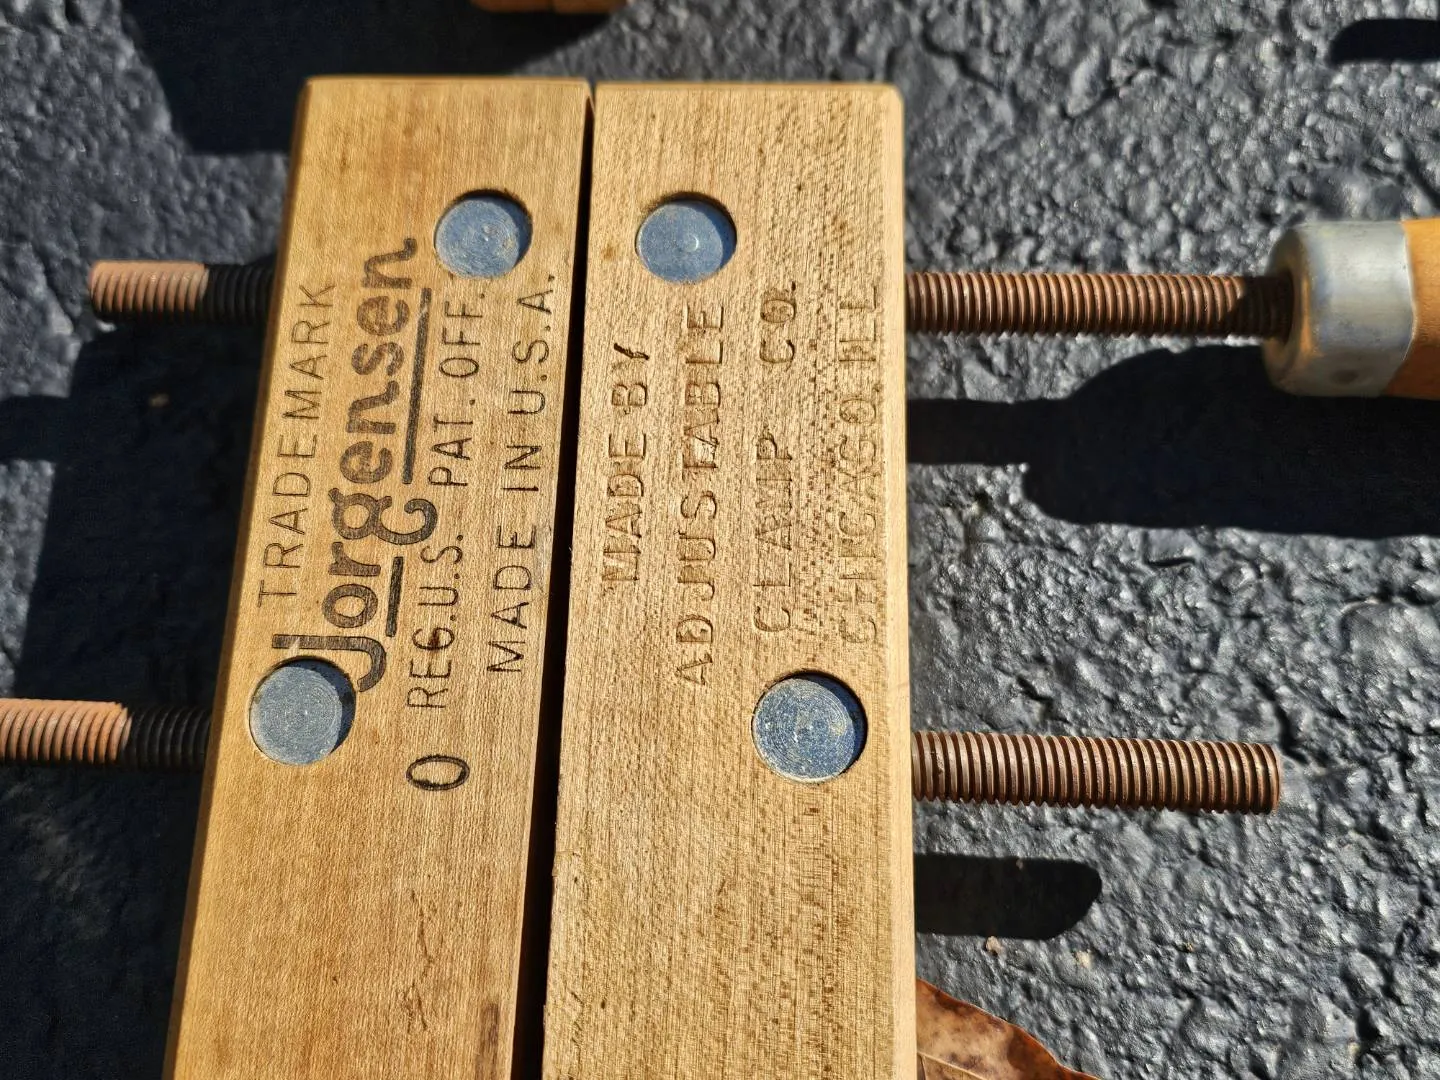 TRADEMARK
Jorgensen
REG. U.S. PAT. OFF.
MADE IN U.S.A.
0
MADE BY
ADJUSTABLE
CLAMP CO.
CHICAGO, ILL